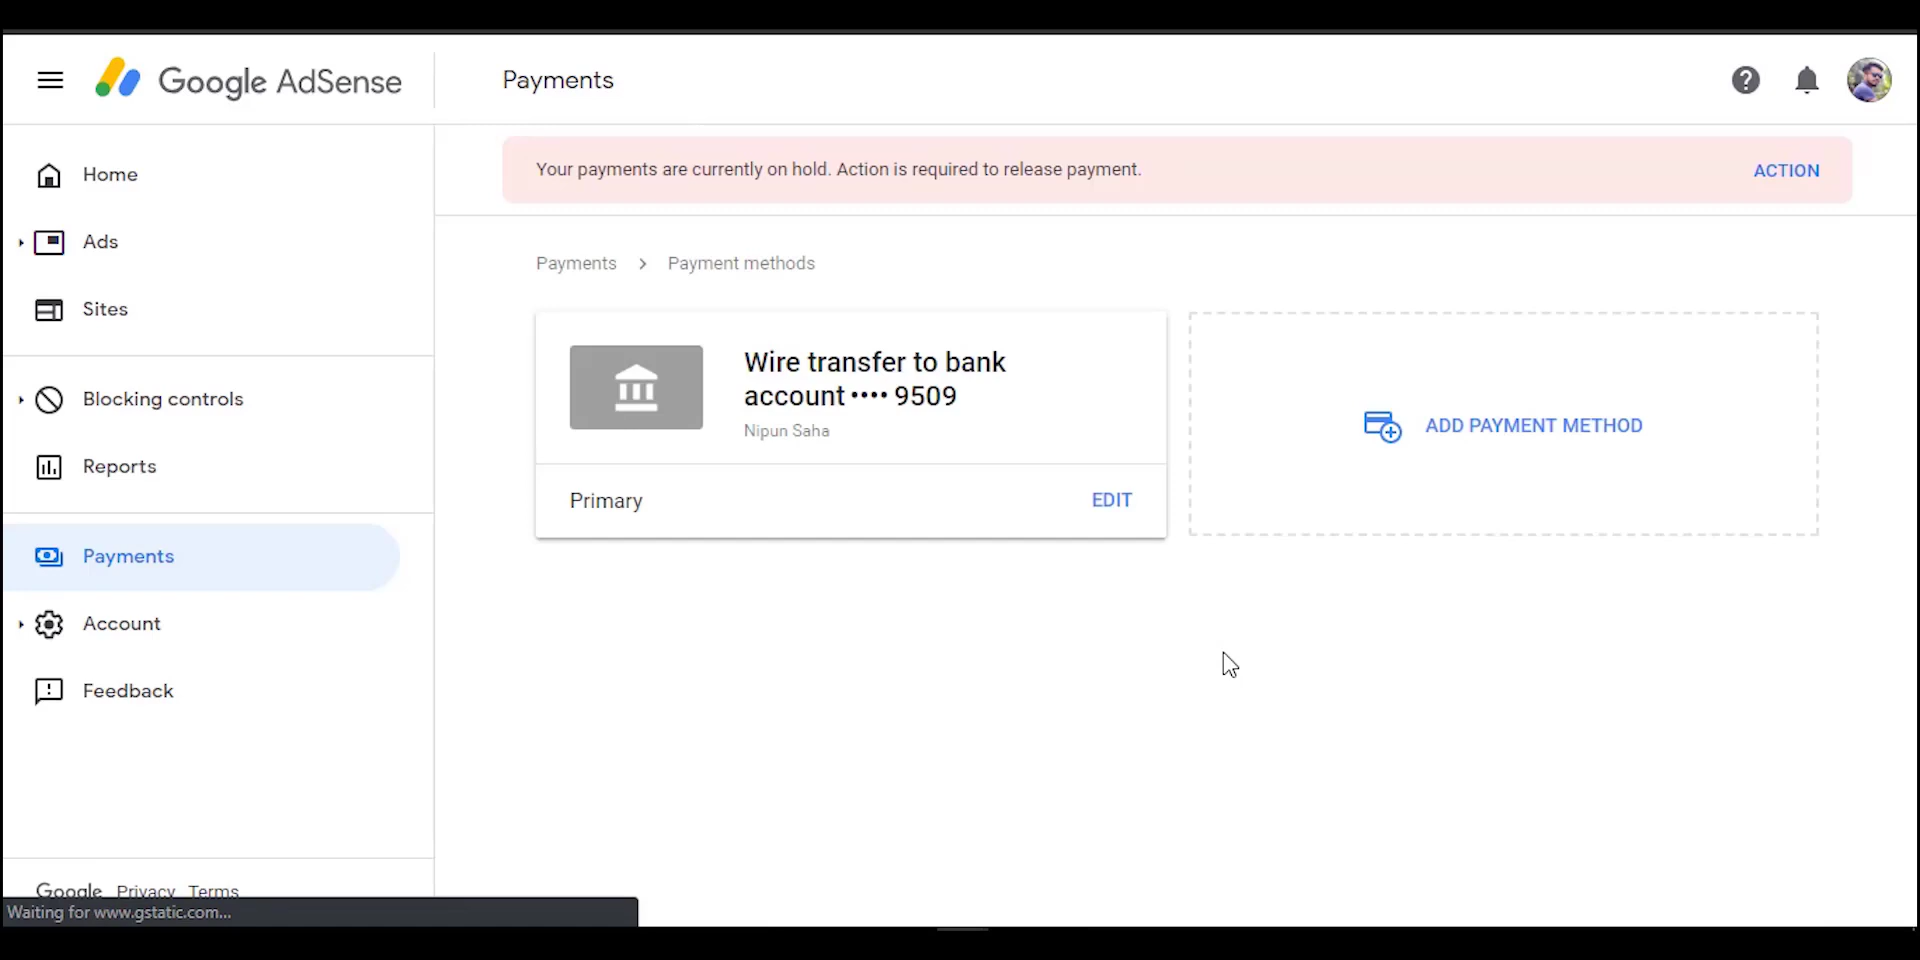 Google AdSense
Payments
Your payments are currently on hold. Action is required to release payment.
ACTION
Home
Ads
Sites
Blocking controls
Reports
Payments
Account
Feedback
Payments
Payment methods
Wire transfer to bank
account •••• 9509
Nipun Saha
Primary
EDIT
ADD PAYMENT METHOD
Google Privacy Terms
Waiting for www.gstatic.com...